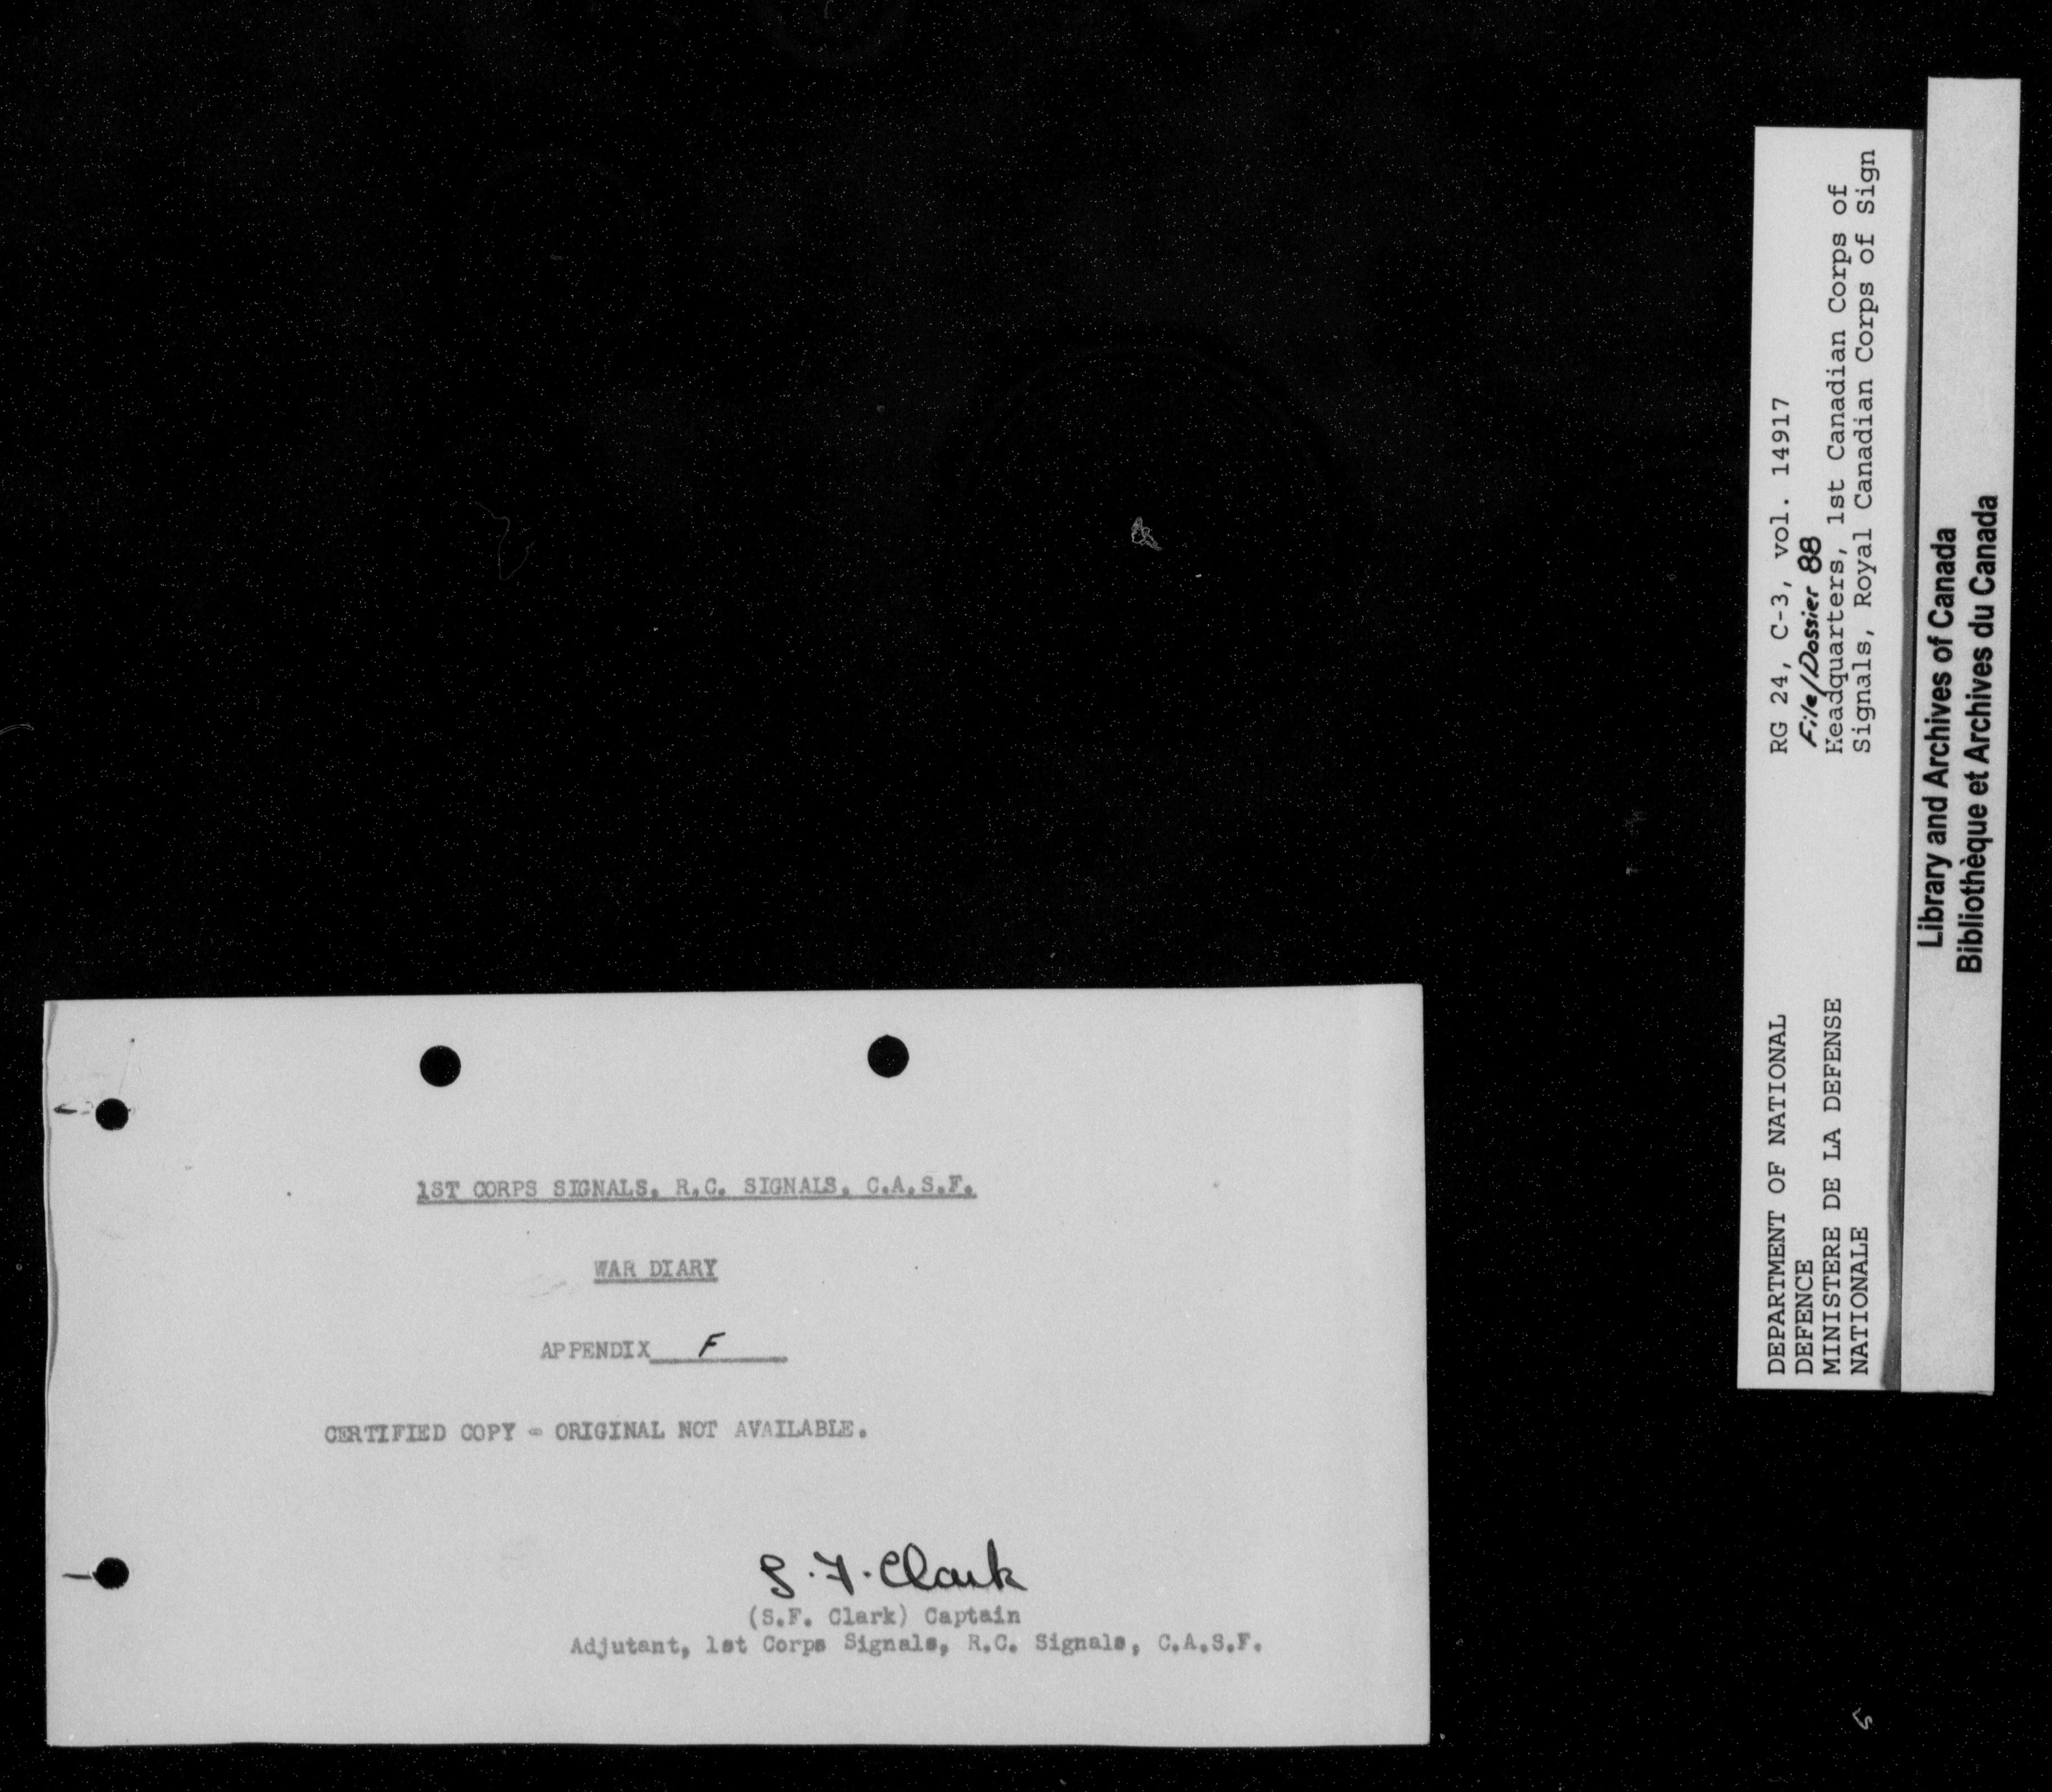 1ST CORPS SIGNALS, R.C. SIGNALS, C.A.S.F.
WAR DIARY
APPENDIX F
CERTIFIED COPY - ORIGINAL NOT AVAILABLE.
S.F. Clark
(S.F. Clark) Captain
Adjutant, 1st Corps Signals, R.C. Signals, C.A.S.F.
DEPARTMENT OF NATIONAL
DEFENCE
MINISTERE DE LA DEFENSE
NATIONALE
RG 24, C-3, vol. 14917
File/Dossier 88
Headquarters, 1st Canadian Corps of
Signals, Royal Canadian Corps of Sign
Library and Archives of Canada
Bibliothèque et Archives du Canada